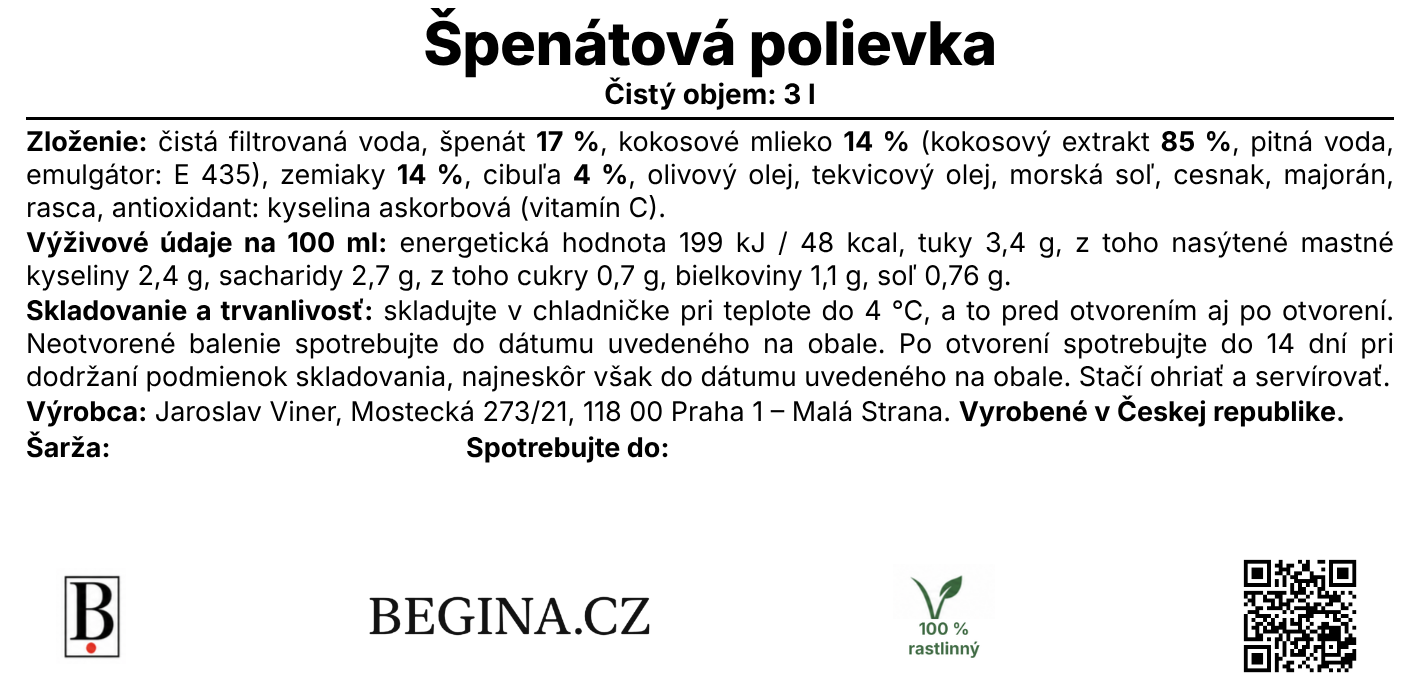 Špenátová polievka
Čistý objem: 3 l
Zloženie: čistá filtrovaná voda, špenát 17 %, kokosové mlieko 14 % (kokosový extrakt 85 %, pitná voda,
emulgátor: E 435), zemiaky 14 %, cibuľa 4 %, olivový olej, tekvicový olej, morská soľ, cesnak, majorán,
rasca, antioxidant: kyselina askorbová (vitamín C).
Výživové údaje na 100 ml: energetická hodnota 199 kJ / 48 kcal, tuky 3,4 g, z toho nasýtené mastné
kyseliny 2,4 g, sacharidy 2,7 g, z toho cukry 0,7 g, bielkoviny 1,1 g, soľ 0,76 g.
Skladovanie a trvanlivosť: skladujte v chladničke pri teplote do 4 °C, a to pred otvorením aj po otvorení.
Neotvorené balenie spotrebujte do dátumu uvedeného na obale. Po otvorení spotrebujte do 14 dní pri
dodržaní podmienok skladovania, najneskôr však do dátumu uvedeného na obale. Stačí ohriať a servírovať.
Výrobca: Jaroslav Viner, Mostecká 273/21, 118 00 Praha 1 – Malá Strana. Vyrobené v Českej republike.
Šarža: Spotrebujte do:
B
BEGINA.CZ
100 %
rastlinný